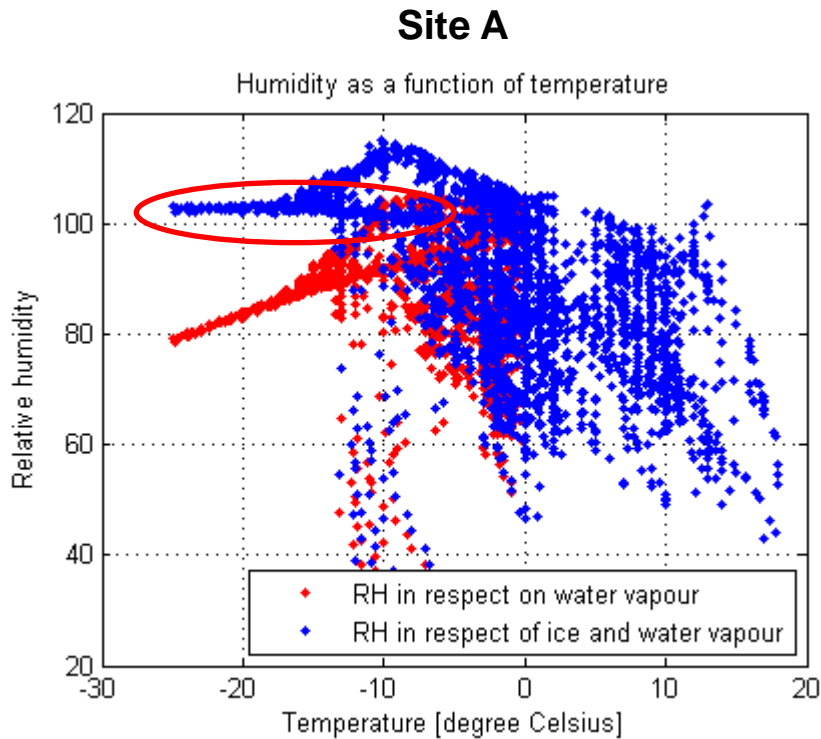 Site A
Humidity as a function of temperature
120
100
80
60
40
20
Relative humidity
RH in respect on water vapour
RH in respect of ice and water vapour
-30
-20
-10
0
10
20
Temperature [degree Celsius]